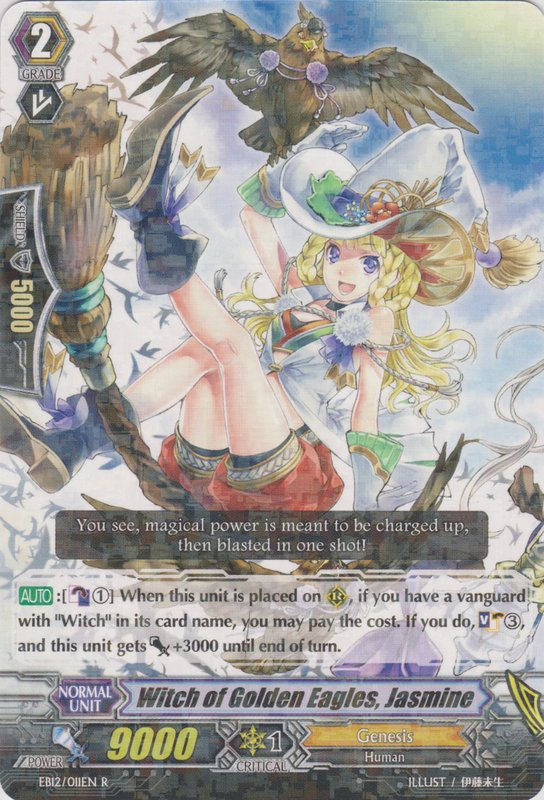 2
GRADE
SHIELD
5000
You see, magical power is meant to be charged up,
then blasted in one shot!
AUTO :[ ①] When this unit is placed on R, if you have a vanguard
with "Witch" in its card name, you may pay the cost. If you do, V ③,
and this unit gets +3000 until end of turn.
NORMAL
UNIT
Witch of Golden Eagles, Jasmine
POWER
9000
1
CRITICAL
Genesis
Human
EB12/011EN R
ILLUST / 伊藤未生